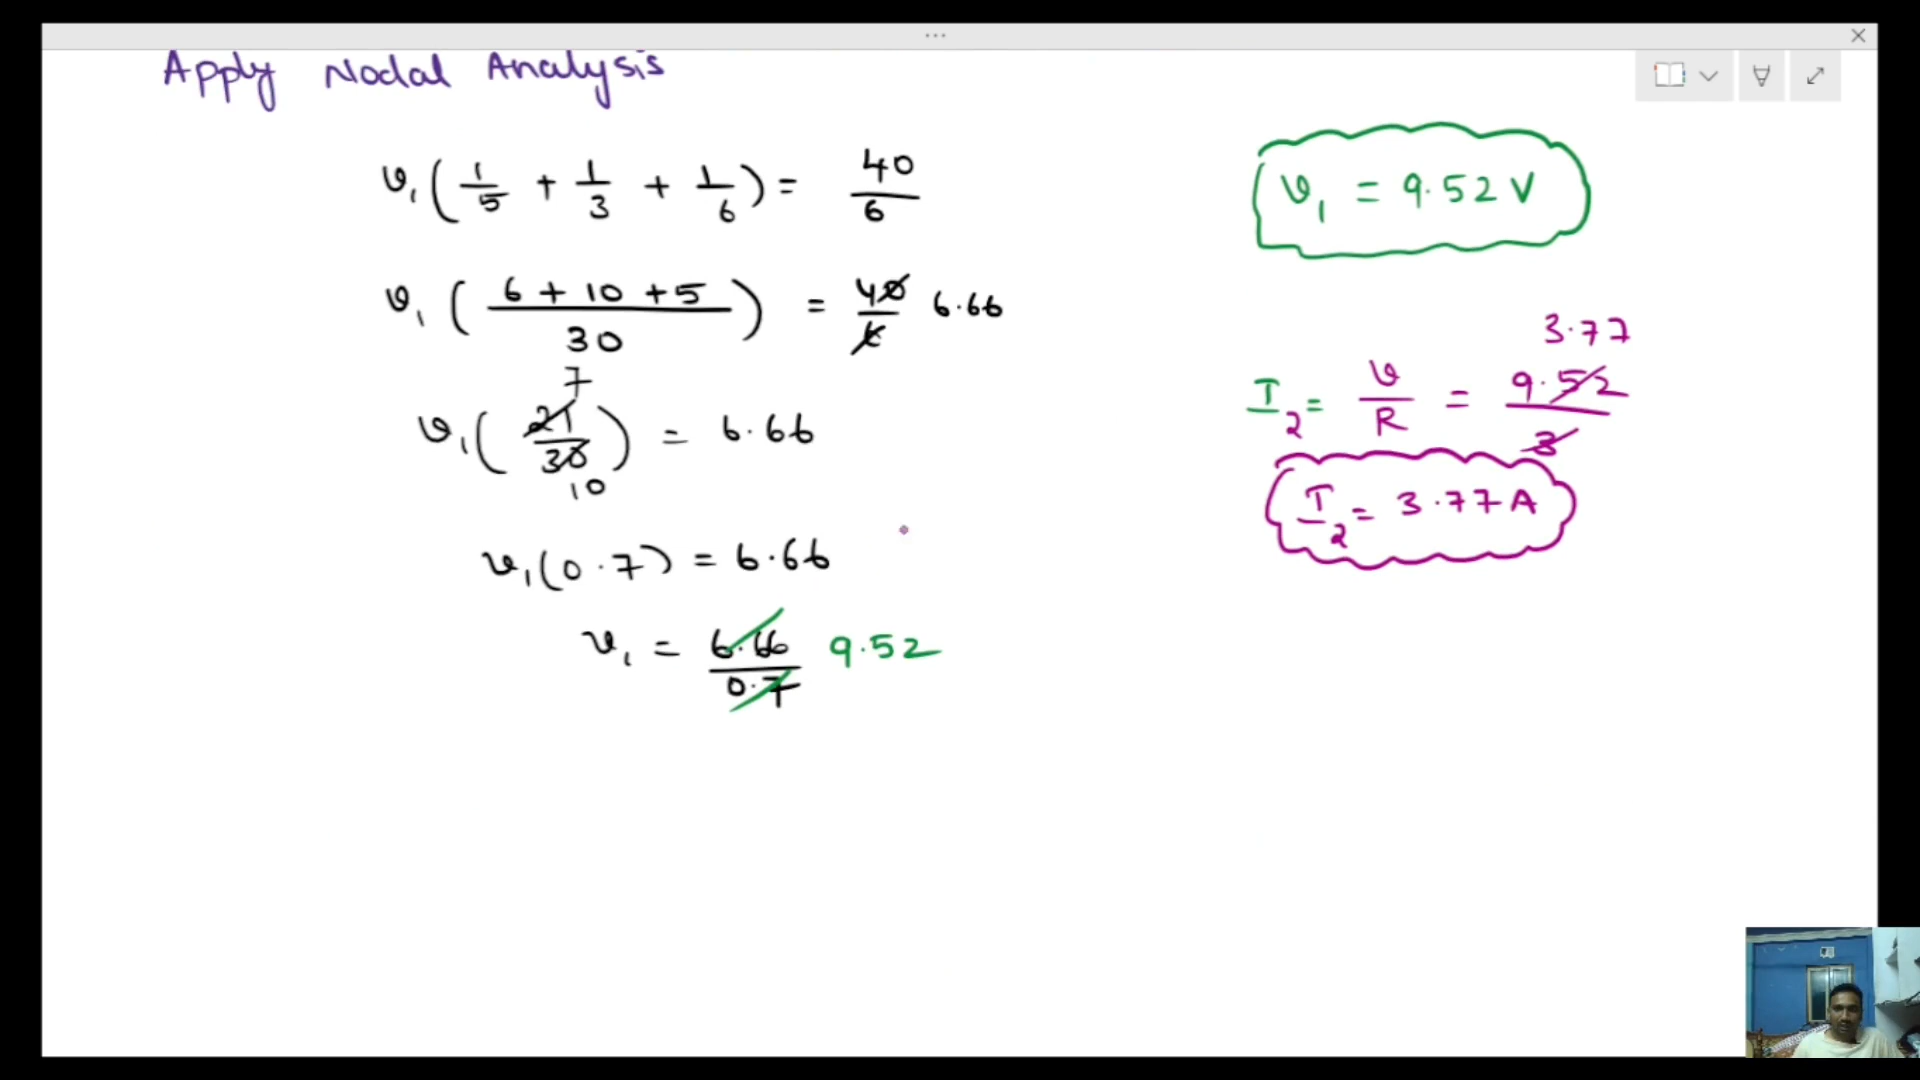 Apply Nodal Analysis
v₁(1/5 + 1/3 + 1/6) = 40/6
v₁(6 + 10 + 5/30) = 40/6 6.66
7
v₁(21/30) = 6.66
10
v₁(0.7) = 6.66
v₁ = 6.66/0.7 9.52
v₁ = 9.52 V
3.77
I₂ = v/R = 9.52/3
I₂ = 3.77 A